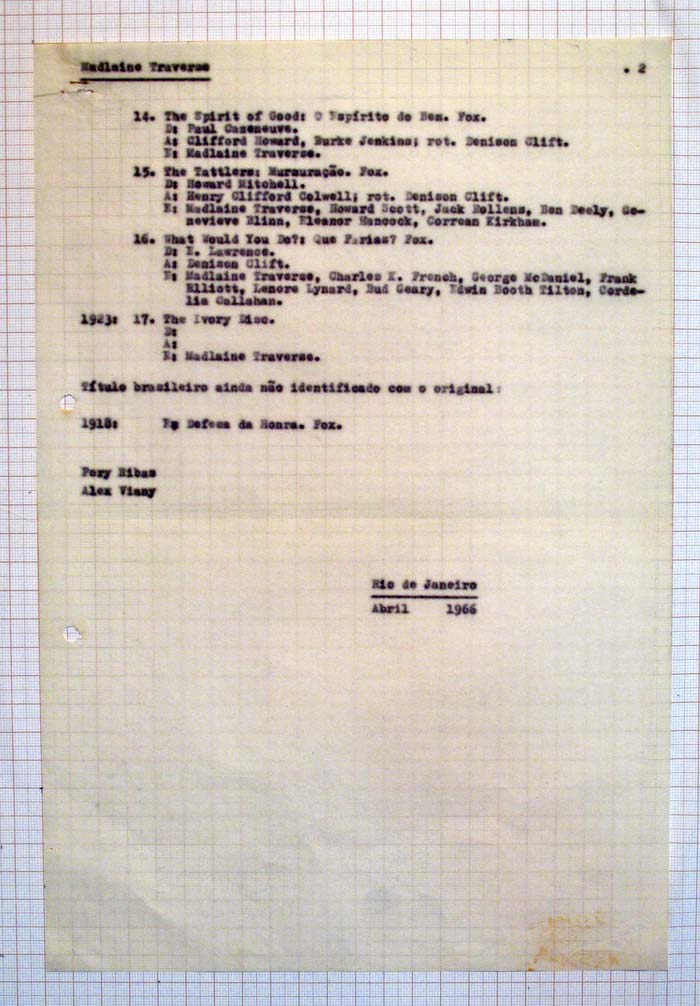 Madlaine Traverse . 2
14. The Spirit of Good: O Espírito do Bem. Fox.
D: Paul Cazeneuve.
A: Clifford Howard, Burke Jenkins; rot. Denison Clift.
E: Madlaine Traverse.
15. The Tattlers: Murmuração. Fox.
D: Howard Mitchell.
A: Henry Clifford Colwell; rot. Denison Clift.
E: Madlaine Traverse, Howard Scott, Jack Rollens, Ben Deely, Ge-
nevieve Blinn, Eleanor Hancock, Correan Kirkham.
16. What Would You Do?: Que Farias? Fox.
D: E. Lawrence.
A: Denison Clift.
E: Madlaine Traverse, Charles K. French, George McDaniel, Frank
Elliott, Lenore Lynard, Bud Geary, Edwin Booth Tilton, Corde-
lia Callahan.
1923: 17. The Ivory Disc.
D:
A:
E: Madlaine Traverse.
Título brasileiro ainda não identificado com o original:
1918: Em Defeca da Honra. Fox.
Pery Ribas
Alex Viany
Rio de Janeiro
Abril 1966